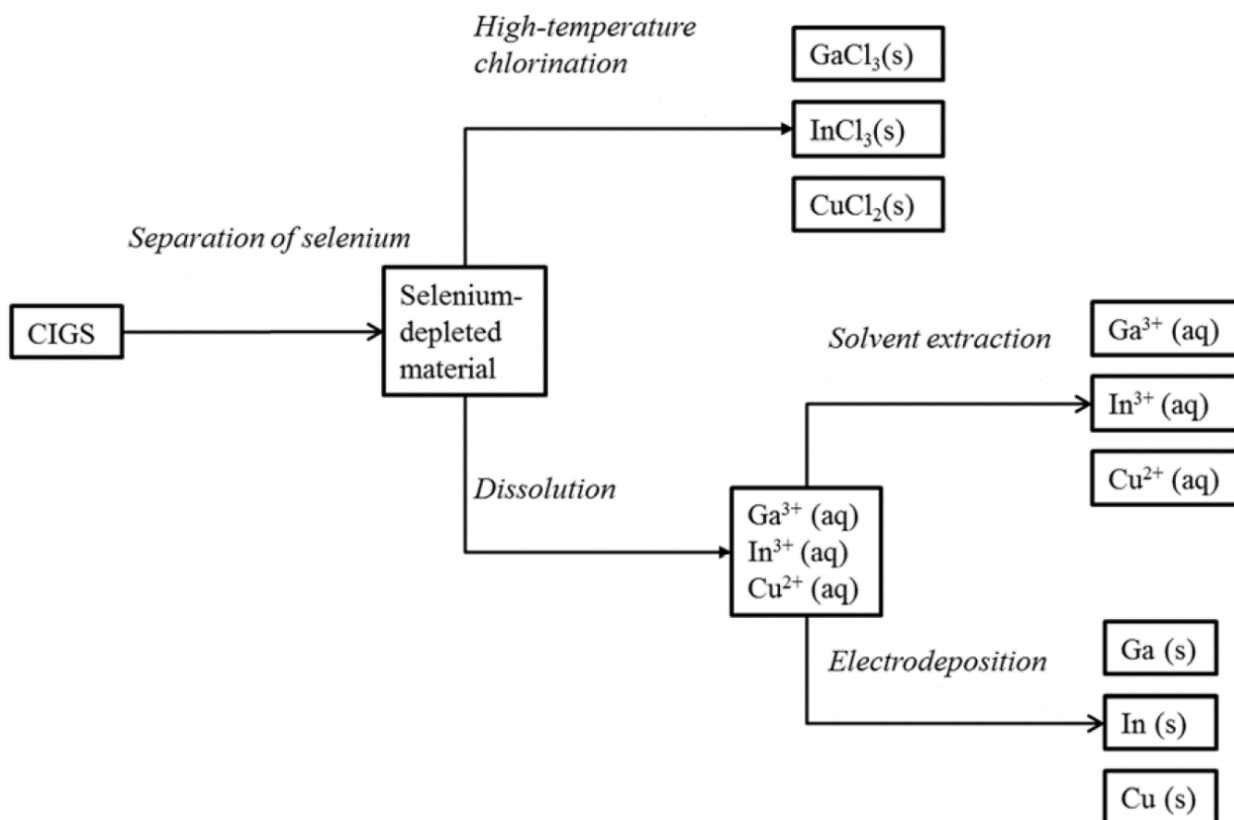 High-temperature
chlorination
GaCl₃(s)
InCl₃(s)
CuCl₂(s)
Separation of selenium
CIGS
Selenium-
depleted
material
Solvent extraction
Ga³⁺ (aq)
In³⁺ (aq)
Cu²⁺ (aq)
Dissolution
Ga³⁺ (aq)
In³⁺ (aq)
Cu²⁺ (aq)
Electrodeposition
Ga (s)
In (s)
Cu (s)